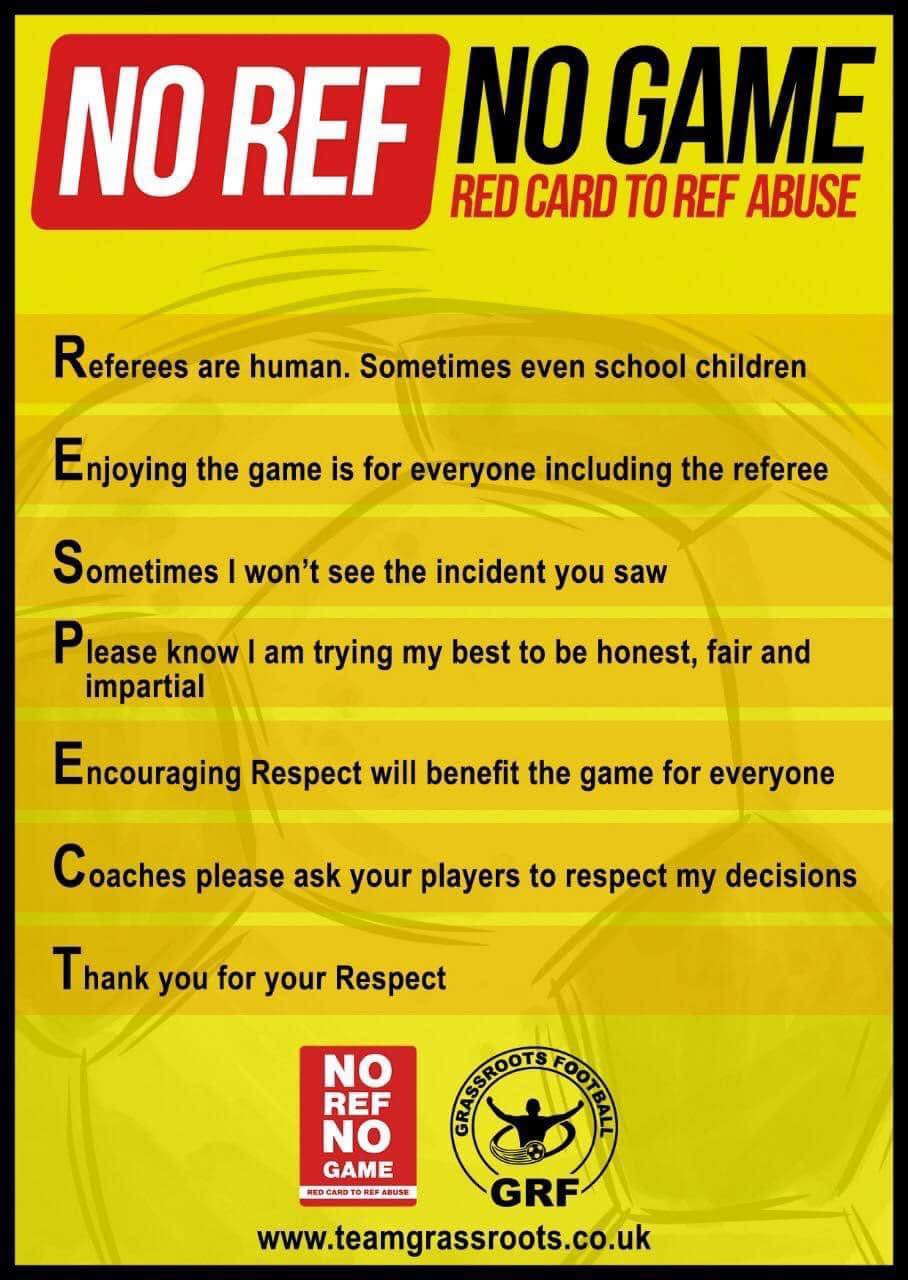 NO REF NO GAME
RED CARD TO REF ABUSE
Referees are human. Sometimes even school children
Enjoying the game is for everyone including the referee
Sometimes I won't see the incident you saw
Please know I am trying my best to be honest, fair and
impartial
Encouraging Respect will benefit the game for everyone
Coaches please ask your players to respect my decisions
Thank you for your Respect
NO
REF
NO
GAME
RED CARD TO REF ABUSE
GRASSROOTS FOOTBALL
GRF
www.teamgrassroots.co.uk